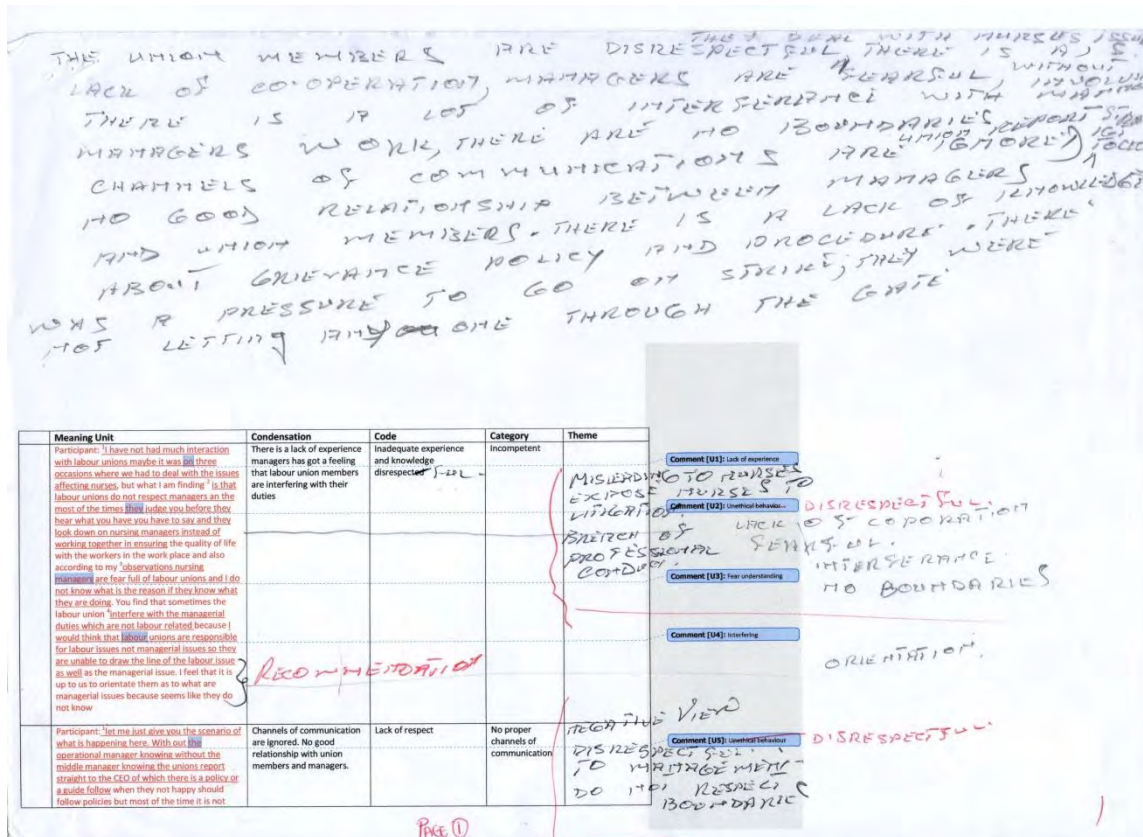 THEY DEAL WITH NURSES ISSU
THE UNION MEMBERS ARE DISRESPECTFUL THERE IS A
LACK OF CO-OPERATION, MANAGERS ARE FEARFUL, WITHOUT INVOLVI
THERE IS A LOT OF INTERFERANCE WITH
MANAGERS WORK, THERE ARE NO BOUNDARIES
CHANNELS OF COMMUNICATIONS ARE IGNORED UNION REPORT
NO GOOD RELATIONSHIP BETWEEN MANAGERS
AND UNION MEMBERS. THERE IS A LACK OF KNOWLEDGE
ABOUT GRIEVANCE POLICY AND PROCEDURE. THERE
WAS A PRESSURE TO GO ON STRIKE, THEY WERE
NOT LETTING ANYONE THROUGH THE GATE
Meaning Unit Condensation Code Category Theme
Participant: 1I have not had much interaction
with labour unions maybe it was on three
occasions where we had to deal with the issues
affecting nurses, but what I am finding 2 is that
labour unions do not respect managers an the
most of the times they judge you before they
hear what you have you have to say and they
look down on nursing managers instead of
working together in ensuring the quality of life
with the workers in the work place and also
according to my 3observations nursing
managers are fear full of labour unions and I do
not know what is the reason if they know what
they are doing. You find that sometimes the
labour union 4interfere with the managerial
duties which are not labour related because I
would think that labour unions are responsible
for labour issues not managerial issues so they
are unable to draw the line of the labour issue
as well as the managerial issue. I feel that it is
up to us to orientate them as to what are
managerial issues because seems like they do
not know
There is a lack of experience
managers has got a feeling
that labour union members
are interfering with their
duties
Inadequate experience
and knowledge
disrespectful
Incompetent
MISLEADING TO NURSES
EXPOSE NURSES TO
LITIGATION.
BREACH OF
PROFESSIONAL
CONDUCT
Comment [U1]: Lack of experience
Comment [U2]: Unethical behaviour...
Comment [U3]: Fear understanding
Comment [U4]: Interfering
DISRESPECTFUL.
LACK OF COPORATION
FEARFUL.
INTERFERANCE
NO BOUNDARIES
ORIENTATION.
RECOMMENDATION
Participant: 5let me just give you the scenario of
what is happening here. With out the
operational manager knowing without the
middle manager knowing the unions report
straight to the CEO of which there is a policy or
a guide follow when they not happy should
follow policies but most of the time it is not
Channels of communication
are ignored. No good
relationship with union
members and managers.
Lack of respect
No proper
channels of
communication
NEGATIVE VIEW
DISRESPECTFUL
TO MANAGEMENT
DO NOT RESPECT
BOUNDARIE
Comment [U5]: Unethical behaviour
DISRESPECTFUL
PAGE 1